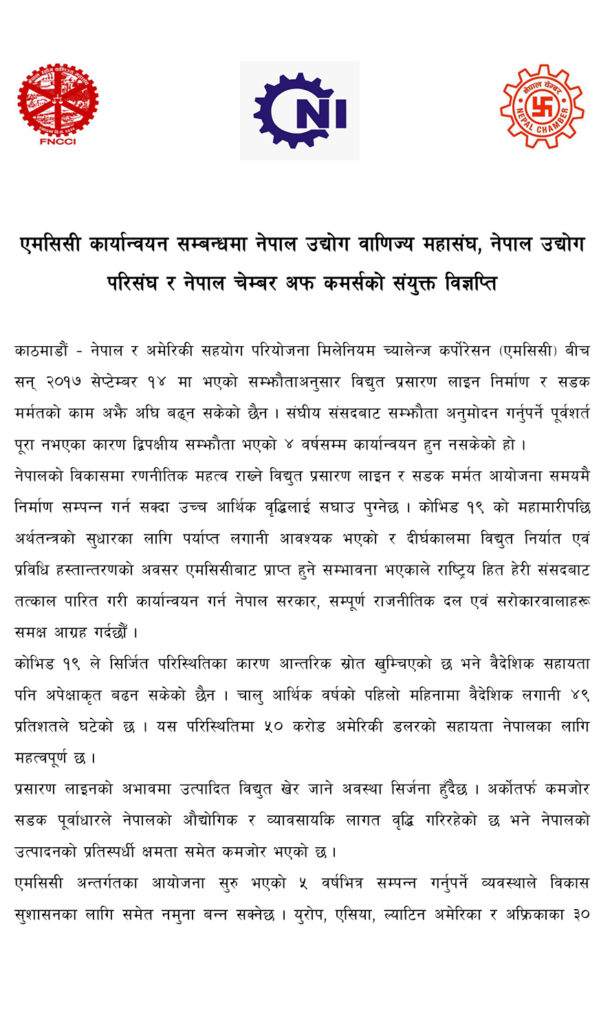 FNCCI
CNI
नेपाल चेम्बर
NEPAL CHAMBER
एमसिसी कार्यान्वयन सम्बन्धमा नेपाल उद्योग वाणिज्य महासंघ, नेपाल उद्योग
परिसंघ र नेपाल चेम्बर अफ कमर्सको संयुक्त विज्ञप्ति
काठमाडौं - नेपाल र अमेरिकी सहयोग परियोजना मिलेनियम च्यालेन्ज कर्पोरेसन (एमसिसी) बीच
सन् २०१७ सेप्टेम्बर १४ मा भएको सम्झौताअनुसार विद्युत प्रसारण लाइन निर्माण र सडक
मर्मतको काम अझै अघि बढ्न सकेको छैन । संघीय संसदबाट सम्झौता अनुमोदन गर्नुपर्ने पूर्वशर्त
पूरा नभएका कारण द्विपक्षीय सम्झौता भएको ४ वर्षसम्म कार्यान्वयन हुन नसकेको हो ।
नेपालको विकासमा रणनीतिक महत्व राख्ने विद्युत प्रसारण लाइन र सडक मर्मत आयोजना समयमै
निर्माण सम्पन्न गर्न सक्दा उच्च आर्थिक वृद्धिलाई सघाउ पुग्नेछ । कोभिड १९ को महामारीपछि
अर्थतन्त्रको सुधारका लागि पर्याप्त लगानी आवश्यक भएको र दीर्घकालमा विद्युत निर्यात एवं
प्रविधि हस्तान्तरणको अवसर एमसिसीबाट प्राप्त हुने सम्भावना भएकाले राष्ट्रिय हित हेरी संसदबाट
तत्काल पारित गरी कार्यान्वयन गर्न नेपाल सरकार, सम्पूर्ण राजनीतिक दल एवं सरोकारवालाहरू
समक्ष आग्रह गर्दछौँ ।
कोभिड १९ ले सिर्जित परिस्थितिका कारण आन्तरिक स्रोत खुम्चिएको छ भने वैदेशिक सहायता
पनि अपेक्षाकृत बढन सकेको छैन । चालु आर्थिक वर्षको पहिलो महिनामा वैदेशिक लगानी ४९
प्रतिशतले घटेको छ । यस परिस्थितिमा ५० करोड अमेरिकी डलरको सहायता नेपालका लागि
महत्वपूर्ण छ ।
प्रसारण लाइनको अभावमा उत्पादित विद्युत खेर जाने अवस्था सिर्जना हुँदैछ । अर्कोतर्फ कमजोर
सडक पूर्वाधारले नेपालको औद्योगिक र व्यावसायकि लागत वृद्धि गरिरहेको छ भने नेपालको
उत्पादनको प्रतिस्पर्धी क्षमता समेत कमजोर भएको छ ।
एमसिसी अन्तर्गतका आयोजना सुरु भएको ५ वर्षभित्र सम्पन्न गर्नुपर्ने व्यवस्थाले विकास
सुशासनका लागि समेत नमुना बन्न सक्नेछ । युरोप, एसिया, ल्याटिन अमेरिका र अफ्रिकाका ३०